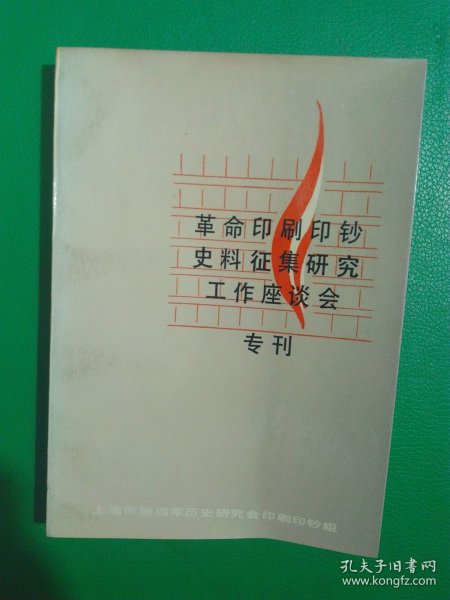 革命印刷印钞
史料征集研究
工作座谈会
专刊
上海市新四军历史研究会印刷印钞组
孔夫子旧书网
www.kongfz.com